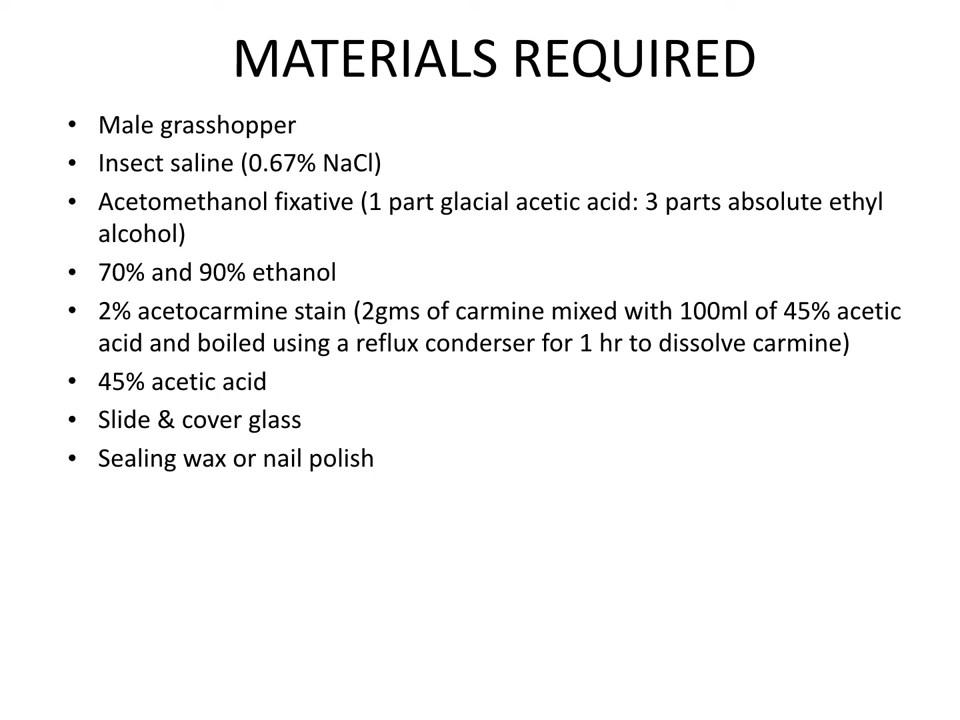 MATERIALS REQUIRED
• Male grasshopper
• Insect saline (0.67% NaCl)
• Acetomethanol fixative (1 part glacial acetic acid: 3 parts absolute ethyl
alcohol)
• 70% and 90% ethanol
• 2% acetocarmine stain (2gms of carmine mixed with 100ml of 45% acetic
acid and boiled using a reflux conderser for 1 hr to dissolve carmine)
• 45% acetic acid
• Slide & cover glass
• Sealing wax or nail polish